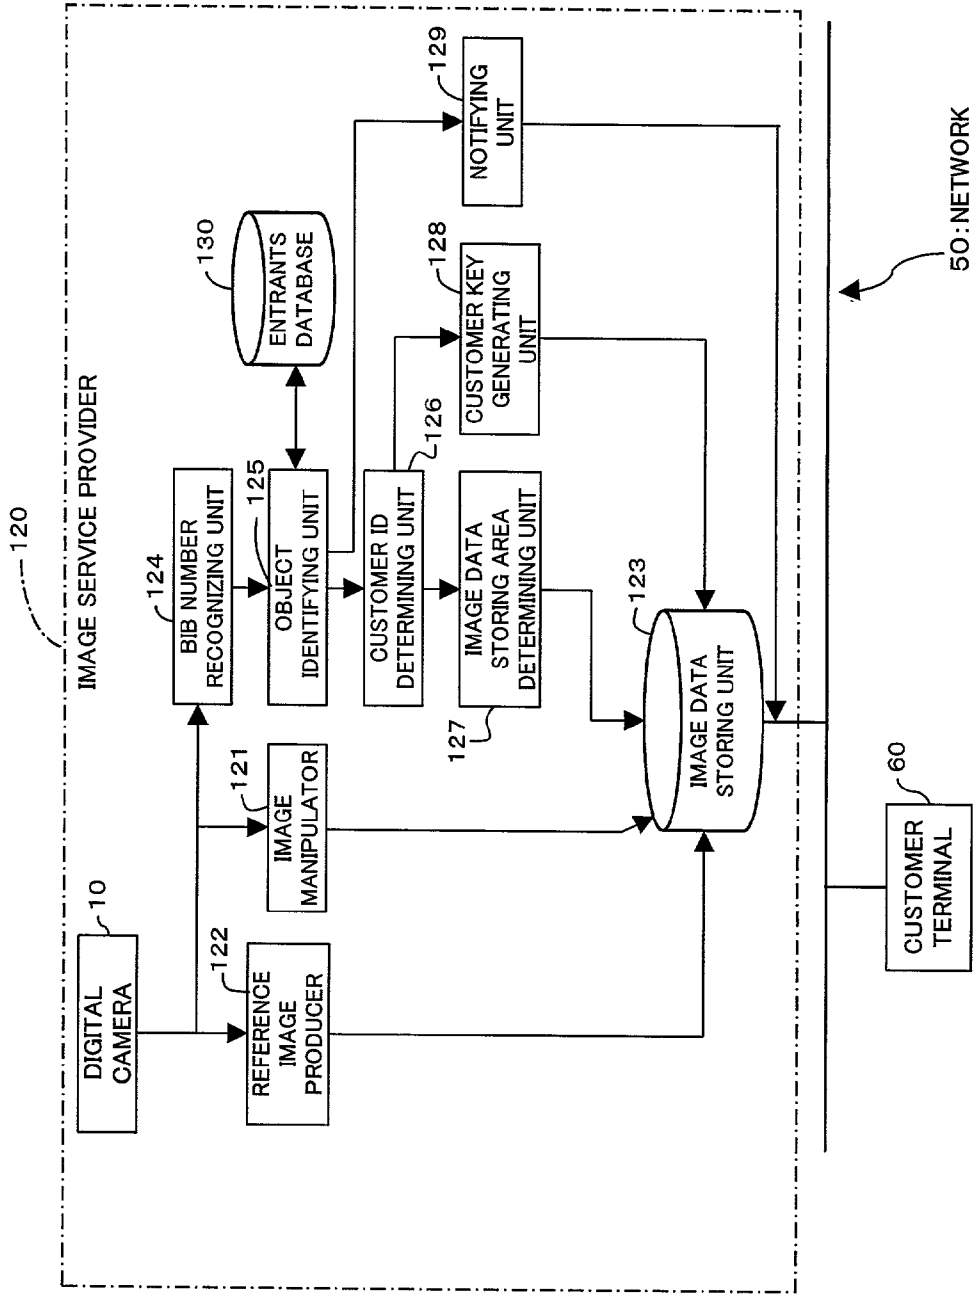 120
IMAGE SERVICE PROVIDER
10
DIGITAL
CAMERA
124
BIB NUMBER
RECOGNIZING UNIT
122
REFERENCE
IMAGE
PRODUCER
121
IMAGE
MANIPULATOR
125
OBJECT
IDENTIFYING UNIT
130
ENTRANTS
DATABASE
126
CUSTOMER ID
DETERMINING UNIT
127
IMAGE DATA
STORING AREA
DETERMINING UNIT
128
CUSTOMER KEY
GENERATING
UNIT
129
NOTIFYING
UNIT
123
IMAGE DATA
STORING UNIT
60
CUSTOMER
TERMINAL
50:NETWORK